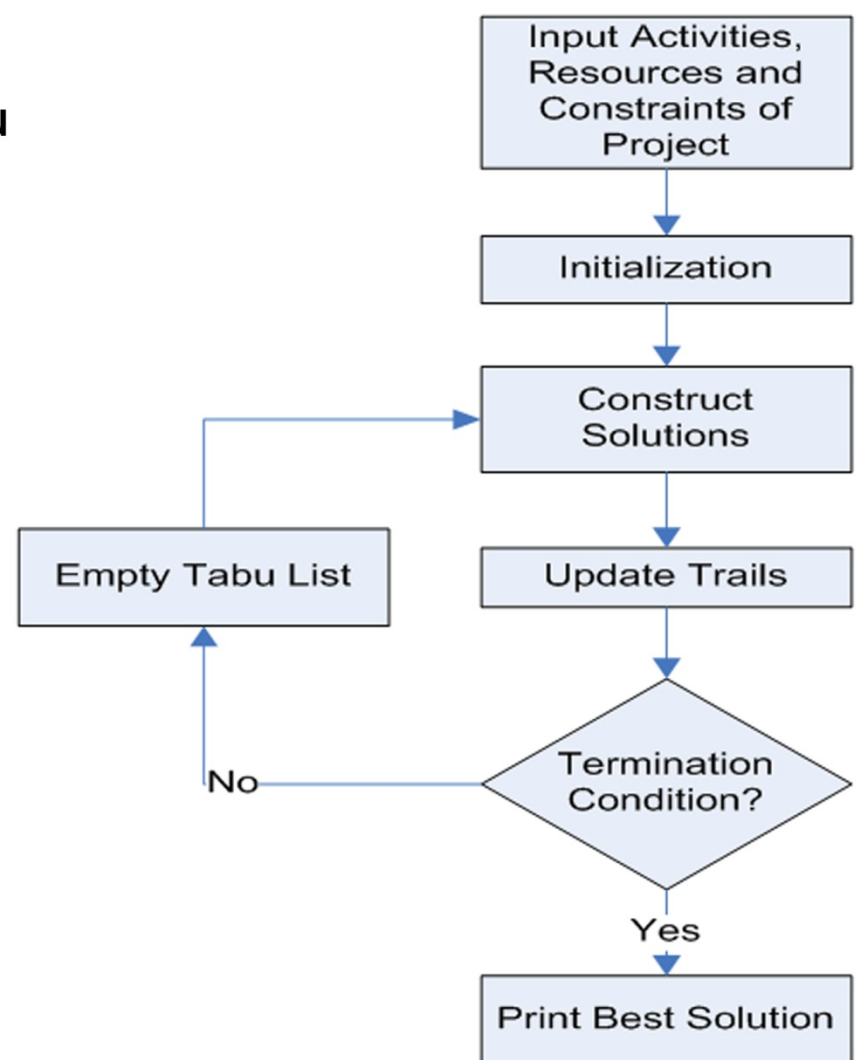 Input Activities,
Resources and
Constraints of
Project
Initialization
Construct
Solutions
Empty Tabu List
Update Trails
Termination
Condition?
No
Yes
Print Best Solution